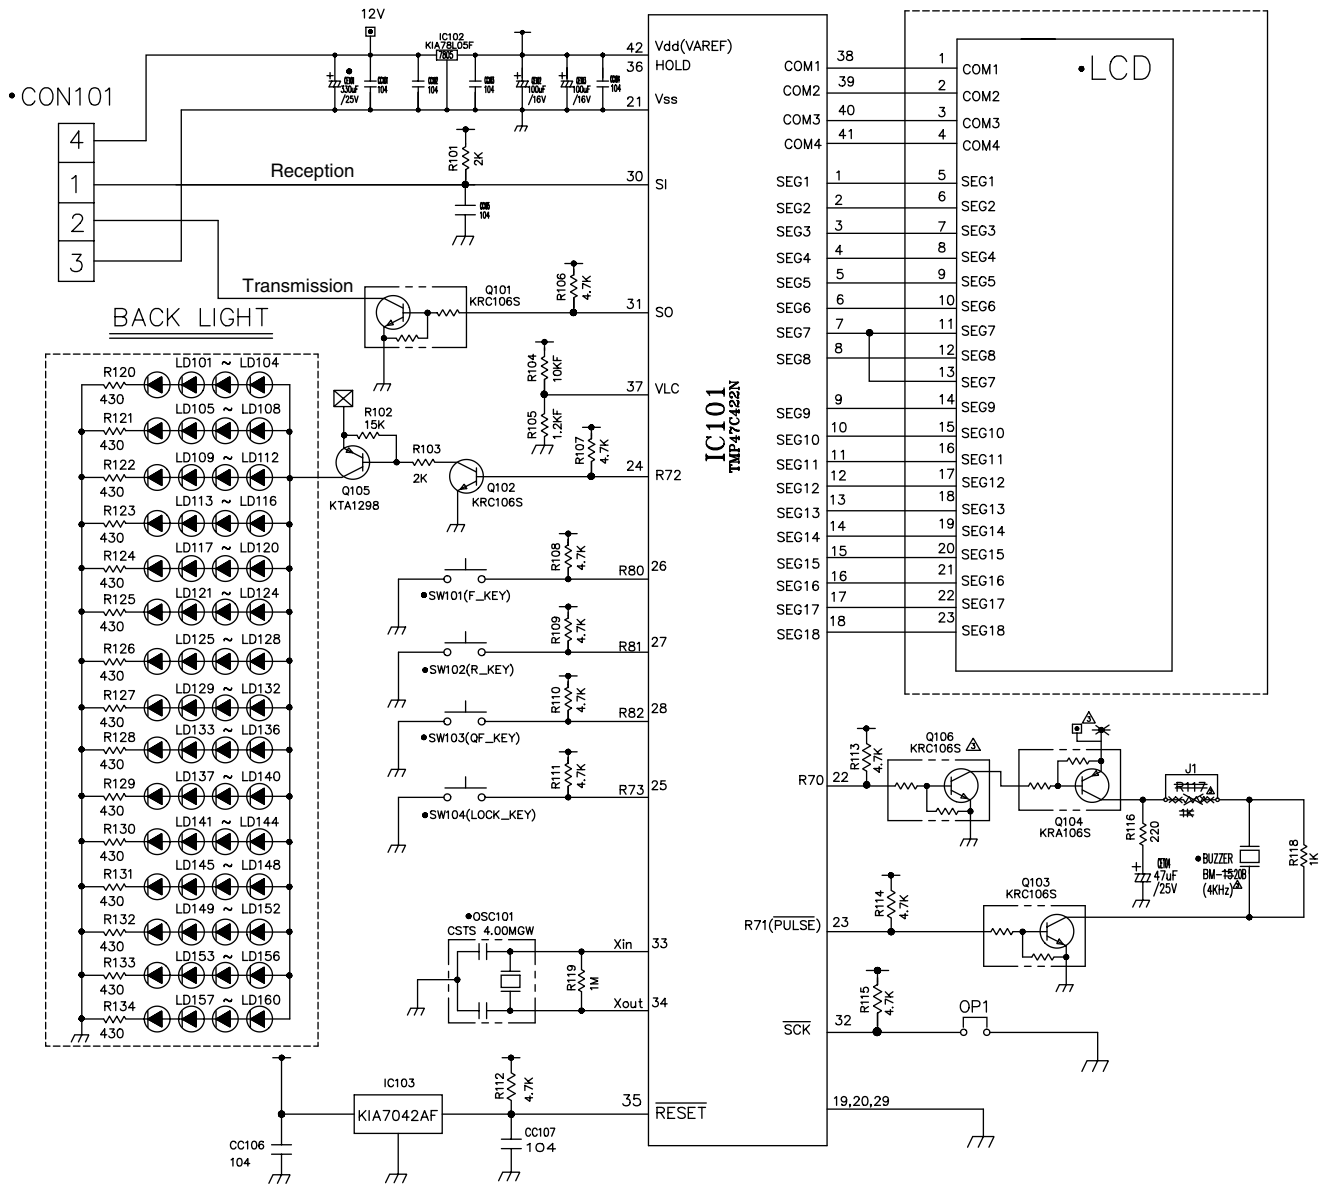 12V
IC102
KIA78L05F
7805
42 Vdd(VAREF)
36 HOLD
21 Vss
CE101
330uF
/25V
104
104
104
CE102
100uF
/16V
CE103
100uF
/16V
104
•CON101
4
1
2
3
Reception
R101
2K
30 SI
104
Transmission
Q101
KRC106S
R106
4.7K
31 SO
R104
10KF
37 VLC
R105
1.2KF
R107
4.7K
24 R72
R102
15K
R103
2K
Q105
KTA1298
Q102
KRC106S
BACK LIGHT
R120
430
LD101 ~ LD104
R121
430
LD105 ~ LD108
R122
430
LD109 ~ LD112
R123
430
LD113 ~ LD116
R124
430
LD117 ~ LD120
R125
430
LD121 ~ LD124
R126
430
LD125 ~ LD128
R127
430
LD129 ~ LD132
R128
430
LD133 ~ LD136
R129
430
LD137 ~ LD140
R130
430
LD141 ~ LD144
R131
430
LD145 ~ LD148
R132
430
LD149 ~ LD152
R133
430
LD153 ~ LD156
R134
430
LD157 ~ LD160
R108
4.7K
R80 26
•SW101(F_KEY)
R109
4.7K
R81 27
•SW102(R_KEY)
R110
4.7K
R82 28
•SW103(QF_KEY)
R111
4.7K
R73 25
•SW104(LOCK_KEY)
•OSC101
CSTS 4.00MGW
R119
1M
Xin 33
Xout 34
IC103
KIA7042AF
CC106
104
R112
4.7K
CC107
104
35 RESET
IC101
TMP47C422N
•LCD
COM1 38 1 COM1
COM2 39 2 COM2
COM3 40 3 COM3
COM4 41 4 COM4
SEG1 1 5 SEG1
SEG2 2 6 SEG2
SEG3 3 7 SEG3
SEG4 4 8 SEG4
SEG5 5 9 SEG5
SEG6 6 10 SEG6
SEG7 7 11 SEG7
SEG8 8 12 SEG8
13 SEG7
SEG9 9 14 SEG9
SEG10 10 15 SEG10
SEG11 11 16 SEG11
SEG12 12 17 SEG12
SEG13 13 18 SEG13
SEG14 14 19 SEG14
SEG15 15 20 SEG15
SEG16 16 21 SEG16
SEG17 17 22 SEG17
SEG18 18 23 SEG18
R70 22
R113
4.7K
Q106
KRC106S 3
3
Q104
KRA106S
J1
R117
1K
R116
220
CE104
47uF
/25V
•BUZZER
BM-1520B
(4KHz)
R118
1K
R71(PULSE) 23
R114
4.7K
Q103
KRC106S
SCK 32
R115
4.7K
OP1
19,20,29